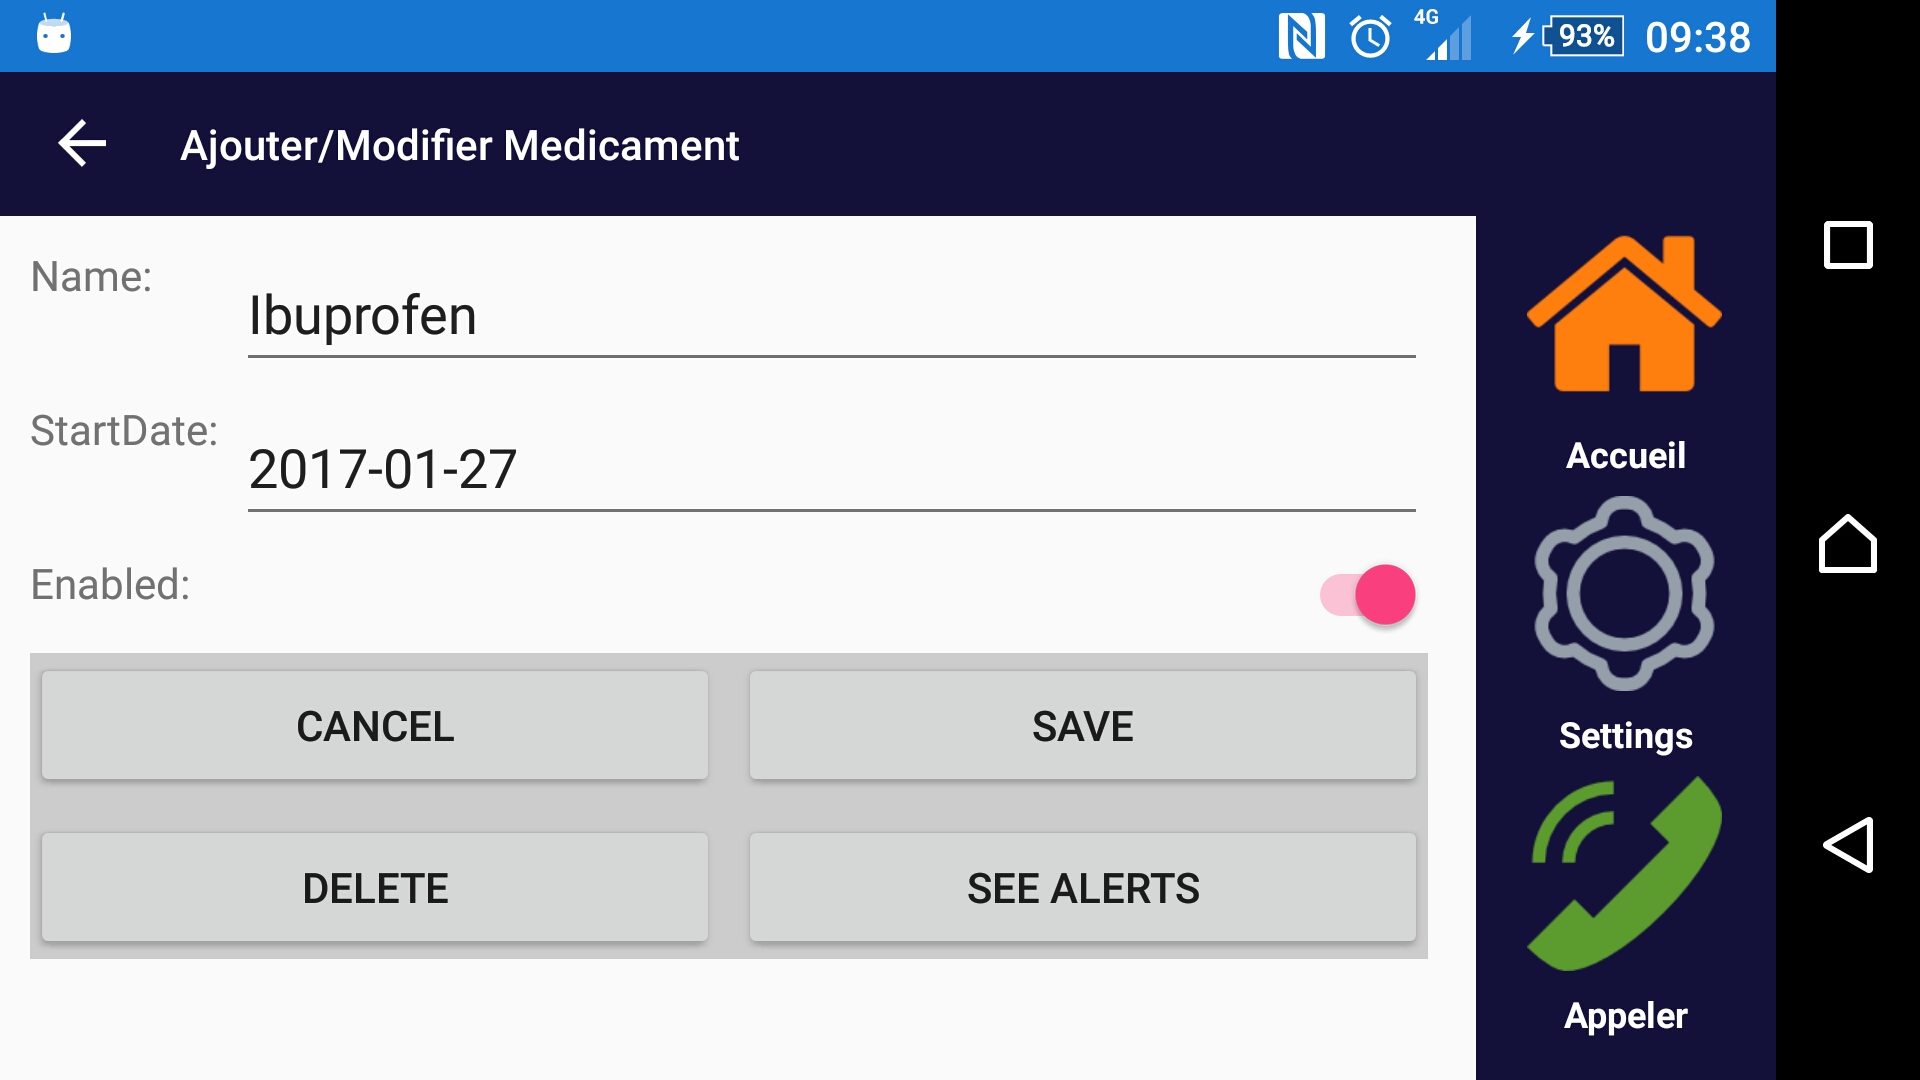 4G
93%
09:38
Ajouter/Modifier Medicament
Name:
Ibuprofen
StartDate:
2017-01-27
Enabled:
CANCEL
SAVE
DELETE
SEE ALERTS
Accueil
Settings
Appeler